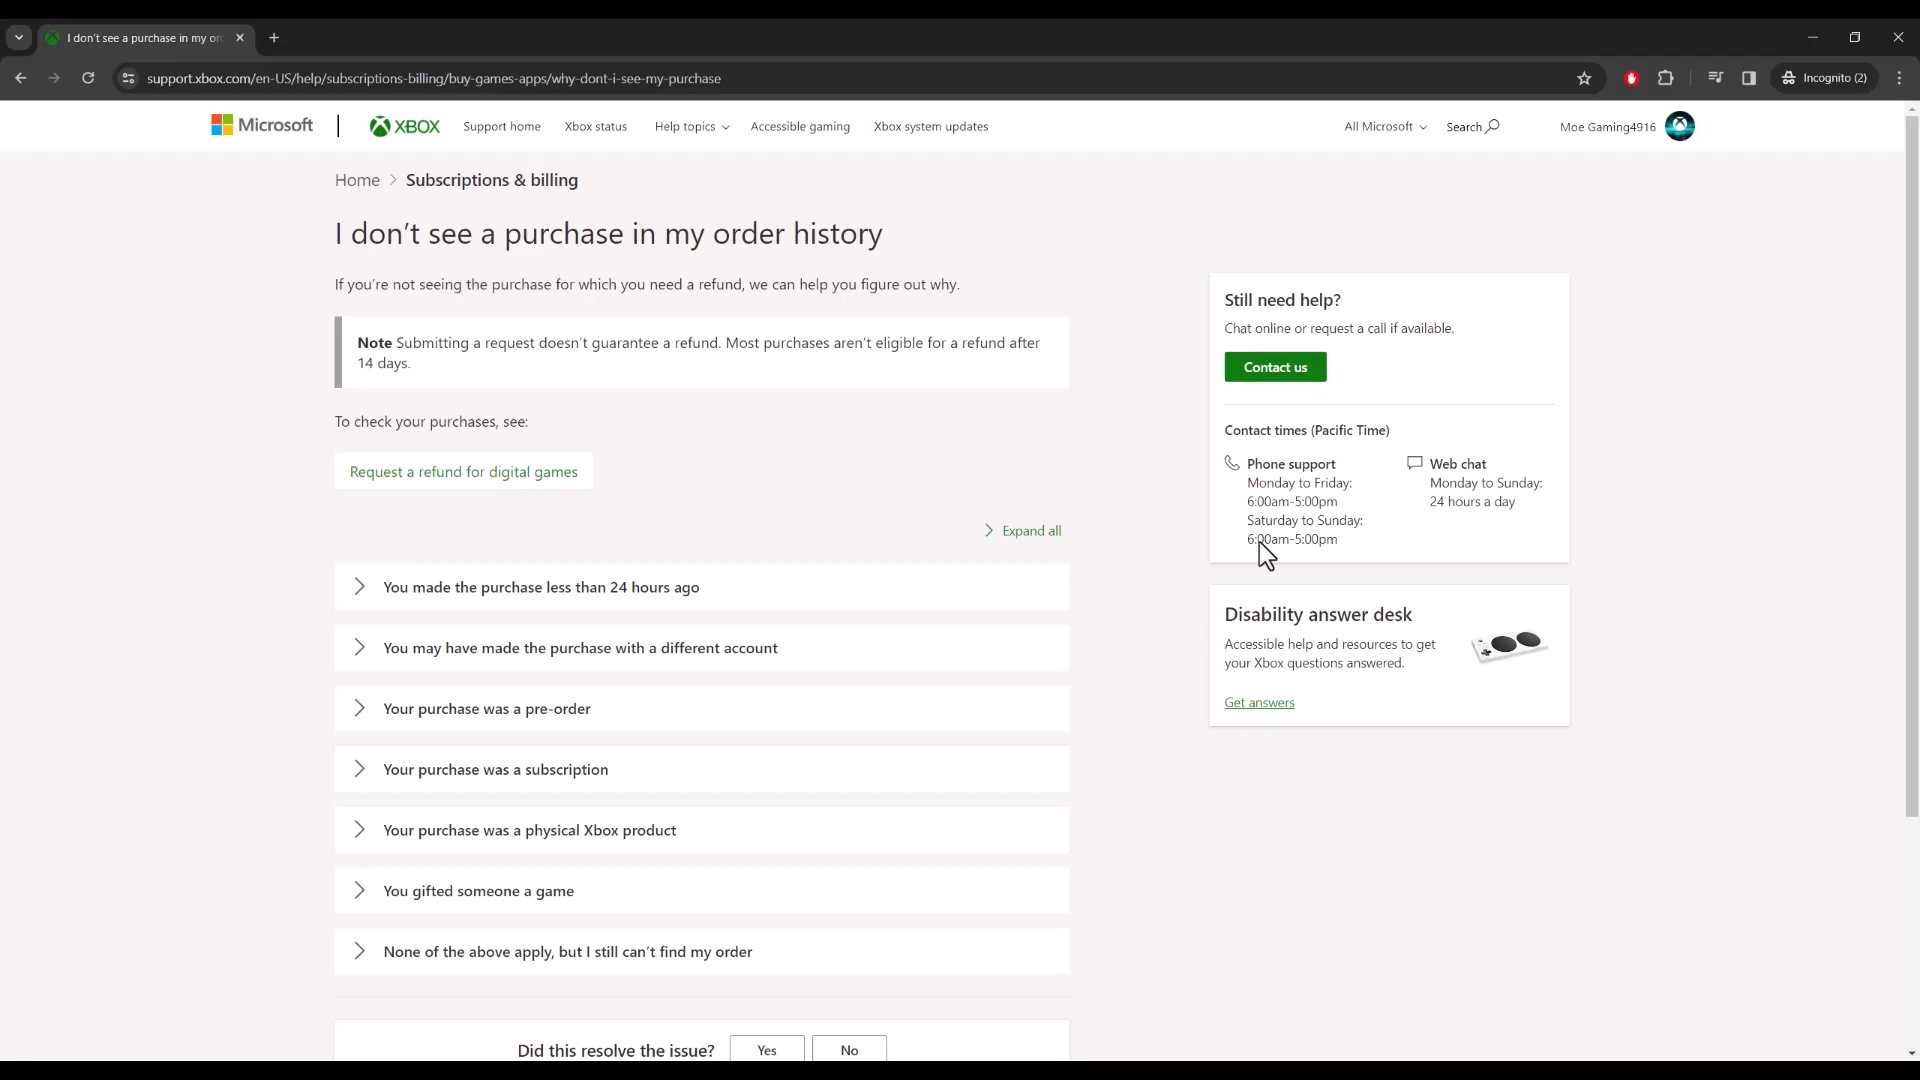 I don't see a purchase in my or
support.xbox.com/en-US/help/subscriptions-billing/buy-games-apps/why-dont-i-see-my-purchase
Incognito (2)
Microsoft
XBOX
Support home
Xbox status
Help topics
Accessible gaming
Xbox system updates
All Microsoft
Search
Moe Gaming4916
Home > Subscriptions & billing
I don't see a purchase in my order history
If you're not seeing the purchase for which you need a refund, we can help you figure out why.
Note Submitting a request doesn't guarantee a refund. Most purchases aren't eligible for a refund after
14 days.
To check your purchases, see:
Request a refund for digital games
Expand all
You made the purchase less than 24 hours ago
You may have made the purchase with a different account
Your purchase was a pre-order
Your purchase was a subscription
Your purchase was a physical Xbox product
You gifted someone a game
None of the above apply, but I still can't find my order
Did this resolve the issue?
Yes
No
Still need help?
Chat online or request a call if available.
Contact us
Contact times (Pacific Time)
Phone support
Monday to Friday:
6:00am-5:00pm
Saturday to Sunday:
6:00am-5:00pm
Web chat
Monday to Sunday:
24 hours a day
Disability answer desk
Accessible help and resources to get
your Xbox questions answered.
Get answers